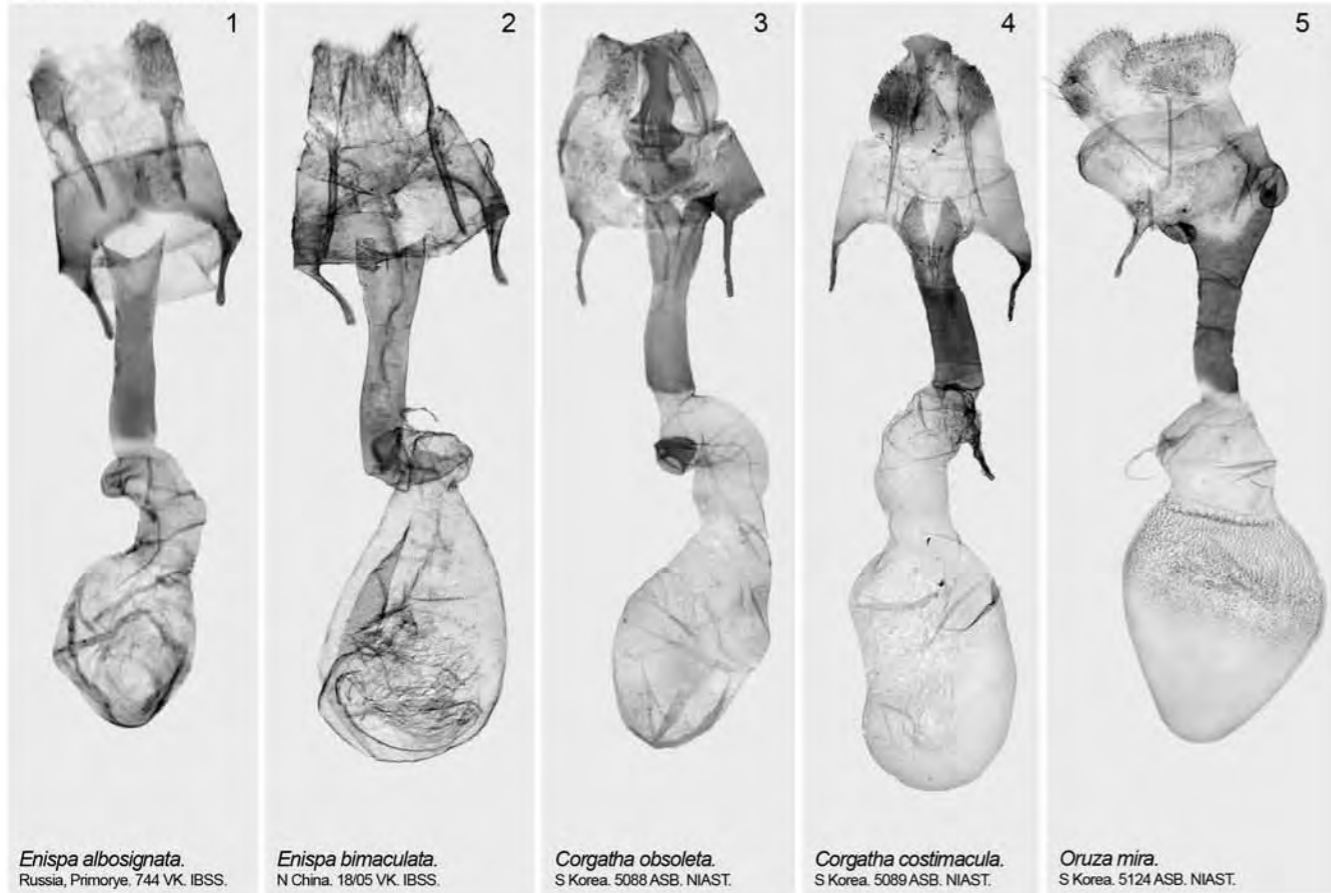 1
2
3
4
5
Enispa albosignata.
Russia, Primorye. 744 VK. IBSS.
Enispa bimaculata.
N China. 18/05 VK. IBSS.
Corgatha obsoleta.
S Korea. 5088 ASB. NIAST.
Corgatha costimacula.
S Korea. 5089 ASB. NIAST.
Oruza mira.
S Korea. 5124 ASB. NIAST.